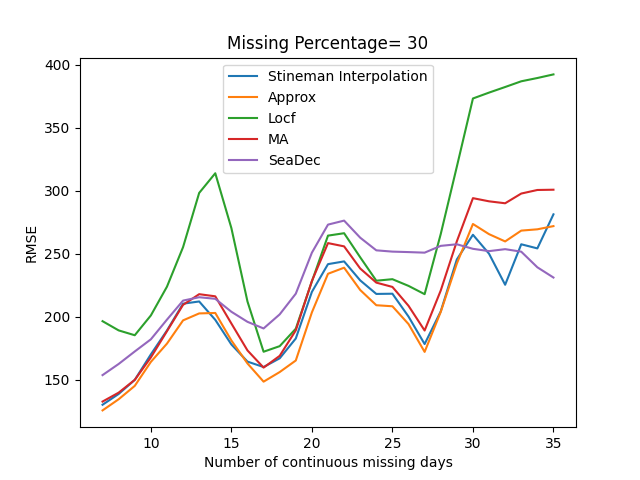 Missing Percentage= 30
400
350
300
250
200
150
RMSE
Stineman Interpolation
Approx
Locf
MA
SeaDec
10 15 20 25 30 35
Number of continuous missing days